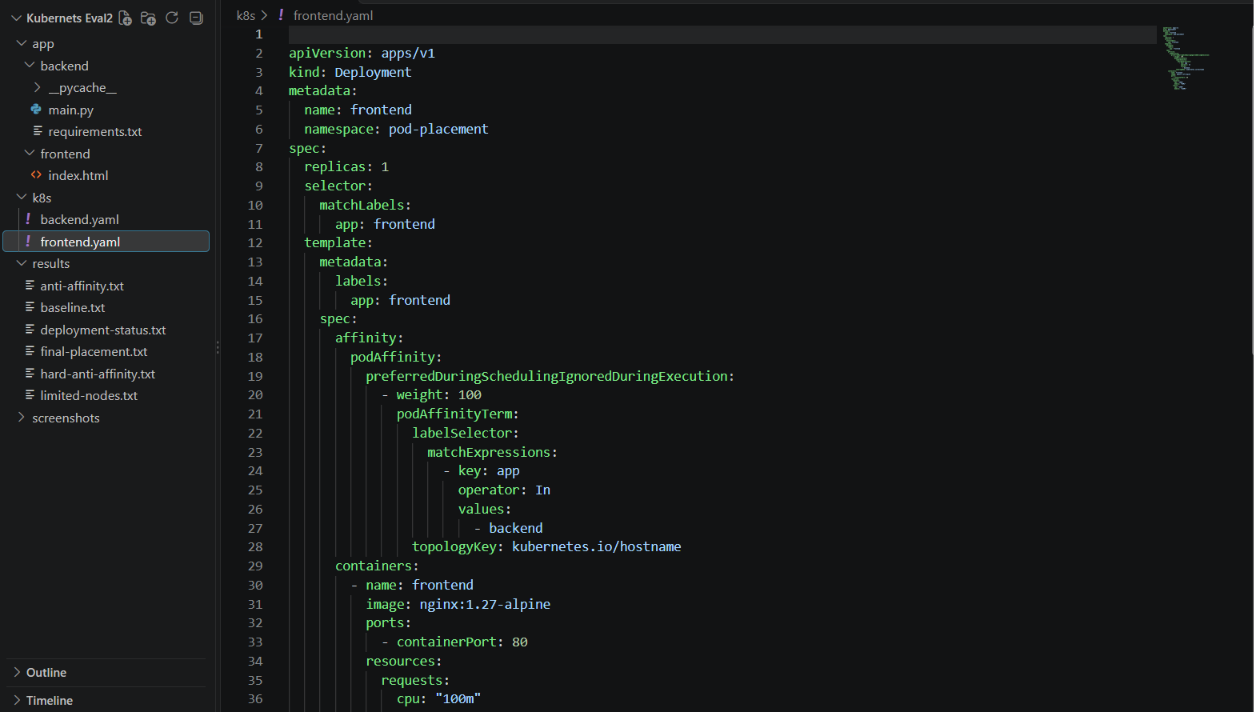 Kubernets Eval2
app
backend
__pycache__
main.py
requirements.txt
frontend
index.html
k8s
backend.yaml
frontend.yaml
results
anti-affinity.txt
baseline.txt
deployment-status.txt
final-placement.txt
hard-anti-affinity.txt
limited-nodes.txt
screenshots
Outline
Timeline
k8s > ! frontend.yaml
1
2 apiVersion: apps/v1
3 kind: Deployment
4 metadata:
5   name: frontend
6   namespace: pod-placement
7 spec:
8   replicas: 1
9   selector:
10     matchLabels:
11       app: frontend
12   template:
13     metadata:
14       labels:
15         app: frontend
16     spec:
17       affinity:
18         podAffinity:
19           preferredDuringSchedulingIgnoredDuringExecution:
20             - weight: 100
21               podAffinityTerm:
22                 labelSelector:
23                   matchExpressions:
24                     - key: app
25                       operator: In
26                       values:
27                         - backend
28                 topologyKey: kubernetes.io/hostname
29       containers:
30         - name: frontend
31           image: nginx:1.27-alpine
32           ports:
33             - containerPort: 80
34           resources:
35             requests:
36               cpu: "100m"